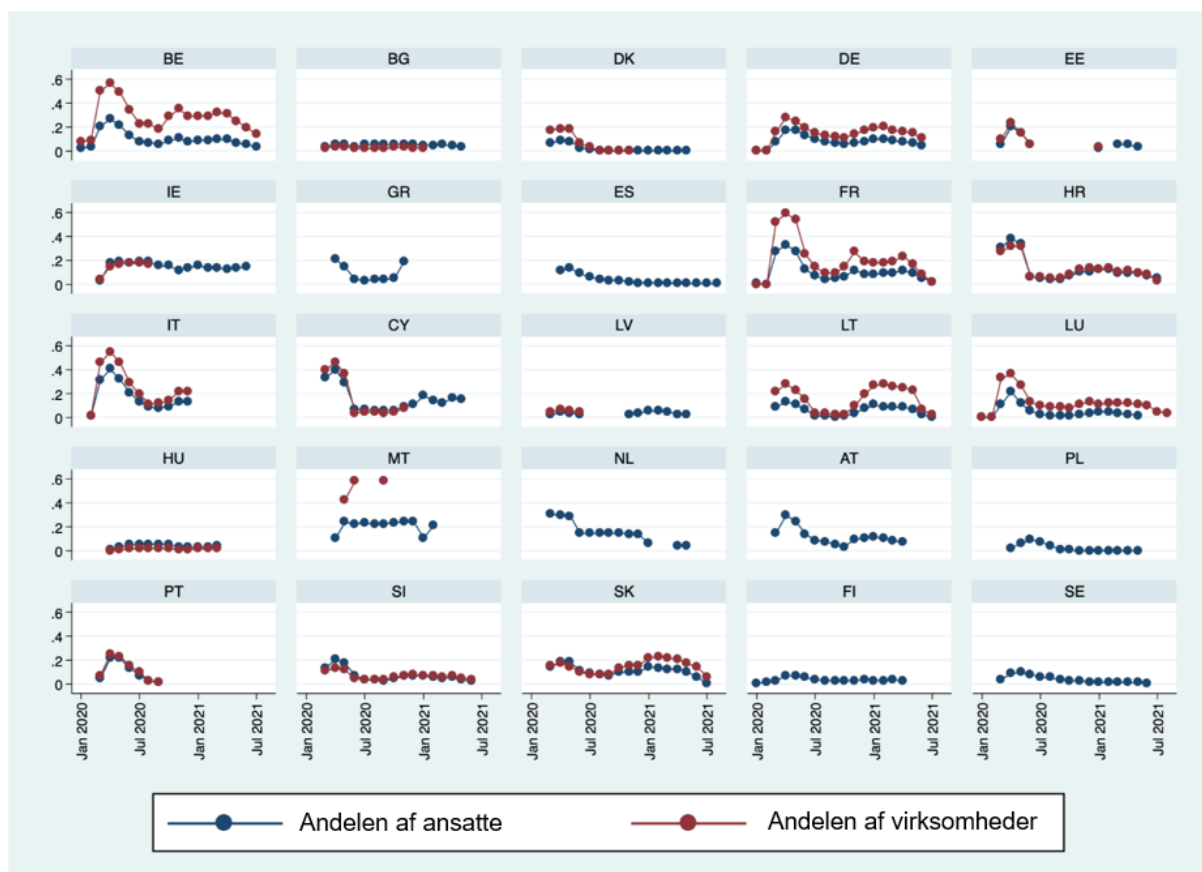 BE BG DK DE EE
.6
.4
.2
0
IE GR ES FR HR
.6
.4
.2
0
IT CY LV LT LU
.6
.4
.2
0
HU MT NL AT PL
.6
.4
.2
0
PT SI SK FI SE
.6
.4
.2
0
Jan 2020 Jul 2020 Jan 2021 Jul 2021 Jan 2020 Jul 2020 Jan 2021 Jul 2021 Jan 2020 Jul 2020 Jan 2021 Jul 2021 Jan 2020 Jul 2020 Jan 2021 Jul 2021 Jan 2020 Jul 2020 Jan 2021 Jul 2021
Andelen af ansatte Andelen af virksomheder